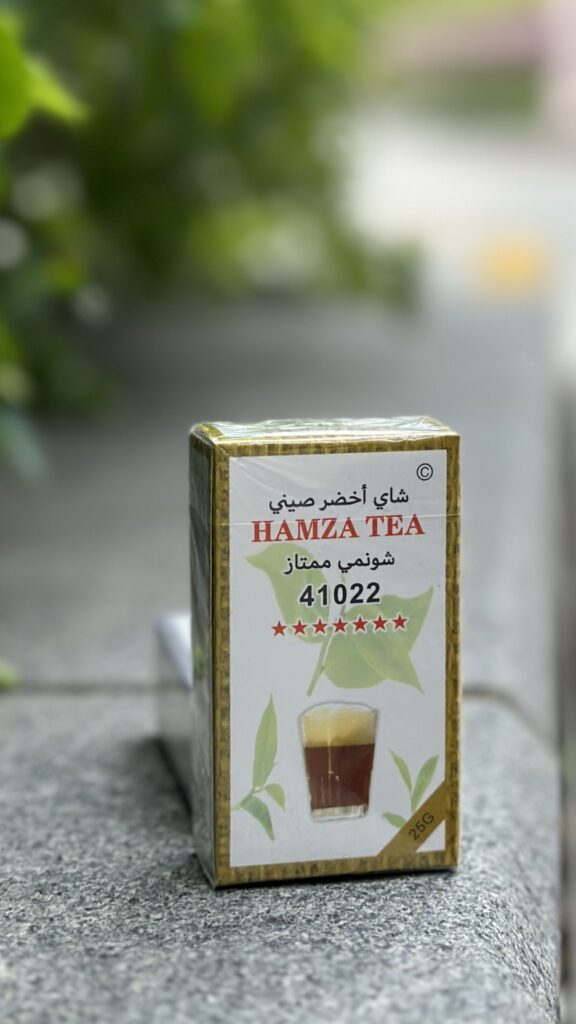 ©
شاي أخضر صيني
HAMZA TEA
شونمي ممتاز
41022
25G